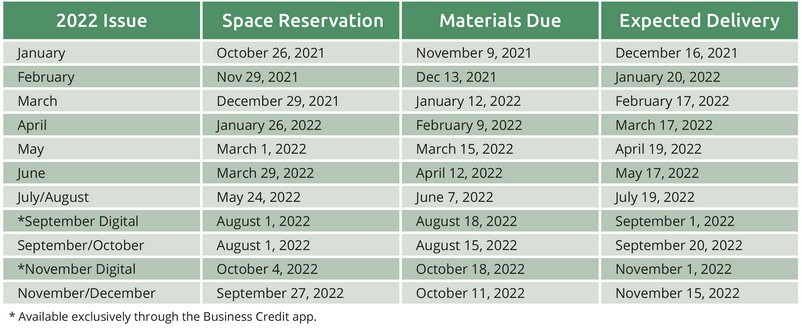 2022 Issue Space Reservation Materials Due Expected Delivery
January October 26, 2021 November 9, 2021 December 16, 2021
February Nov 29, 2021 Dec 13, 2021 January 20, 2022
March December 29, 2021 January 12, 2022 February 17, 2022
April January 26, 2022 February 9, 2022 March 17, 2022
May March 1, 2022 March 15, 2022 April 19, 2022
June March 29, 2022 April 12, 2022 May 17, 2022
July/August May 24, 2022 June 7, 2022 July 19, 2022
*September Digital August 1, 2022 August 18, 2022 September 1, 2022
September/October August 1, 2022 August 15, 2022 September 20, 2022
*November Digital October 4, 2022 October 18, 2022 November 1, 2022
November/December September 27, 2022 October 11, 2022 November 15, 2022
* Available exclusively through the Business Credit app.